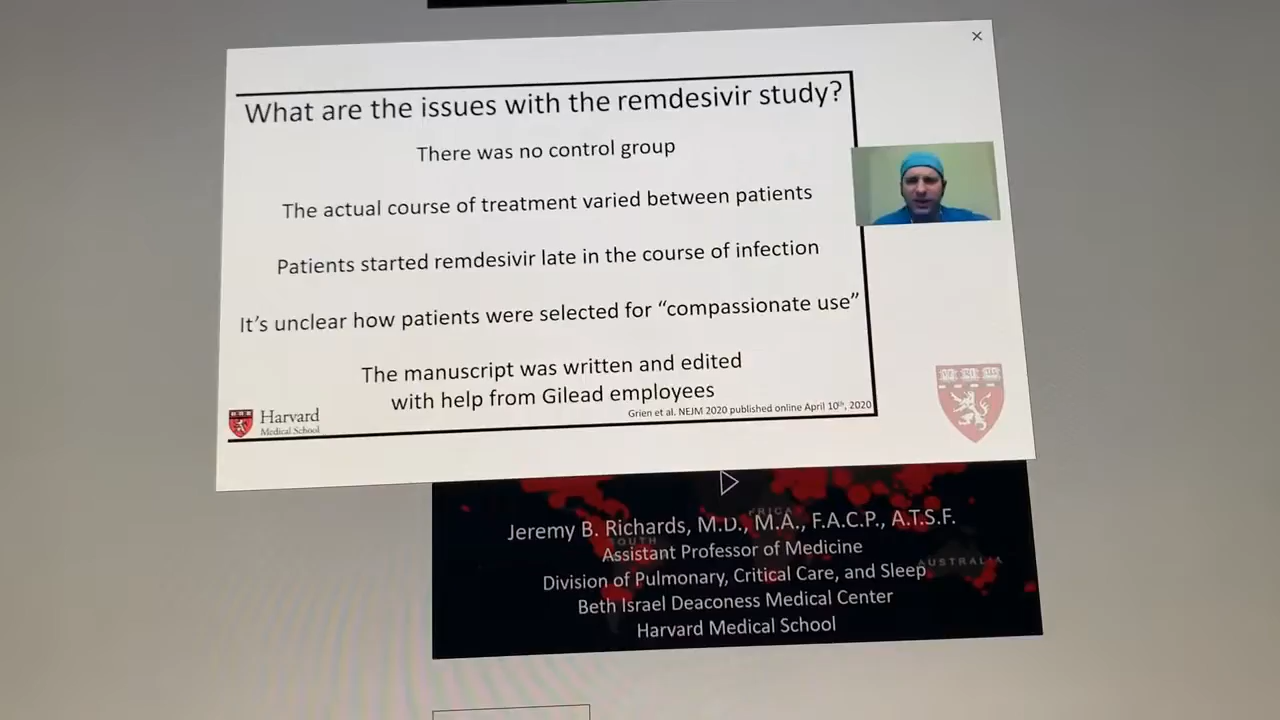 What are the issues with the remdesivir study?
There was no control group
The actual course of treatment varied between patients
Patients started remdesivir late in the course of infection
It's unclear how patients were selected for “compassionate use”
The manuscript was written and edited
with help from Gilead employees
Grien et al. NEJM 2020 published online April 10th, 2020
Harvard
Medical School
Jeremy B. Richards, M.D., M.A., F.A.C.P., A.T.S.F.
Assistant Professor of Medicine
Division of Pulmonary, Critical Care, and Sleep
Beth Israel Deaconess Medical Center
Harvard Medical School
SOUTH
AUSTRALIA